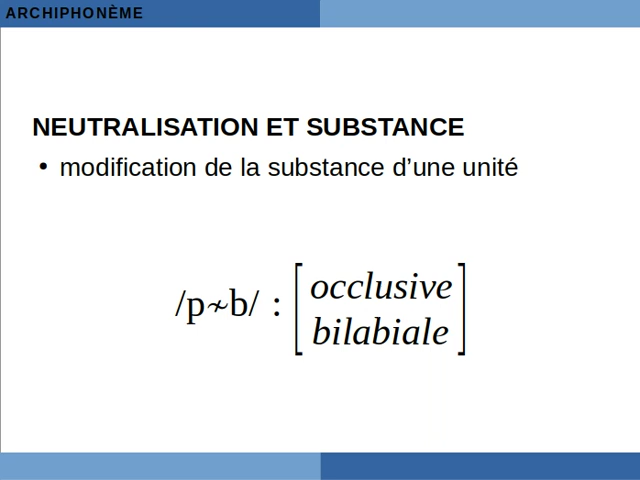 ARCHIPHONÈME
NEUTRALISATION ET SUBSTANCE
• modification de la substance d’une unité
/p≁b/ : [occlusive
bilabiale]